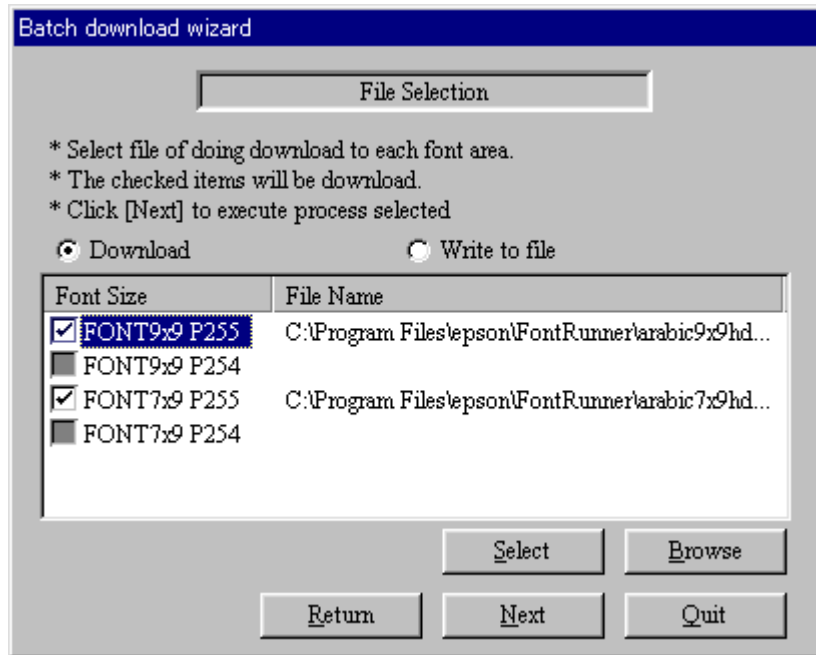 Batch download wizard
File Selection
* Select file of doing download to each font area.
* The checked items will be download.
* Click [Next] to execute process selected
Download Write to file
Font Size File Name
FONT9x9 P255 C:\Program Files\epson\FontRunner\arabic9x9hd...
FONT9x9 P254
FONT7x9 P255 C:\Program Files\epson\FontRunner\arabic7x9hd...
FONT7x9 P254
Select Browse
Return Next Quit